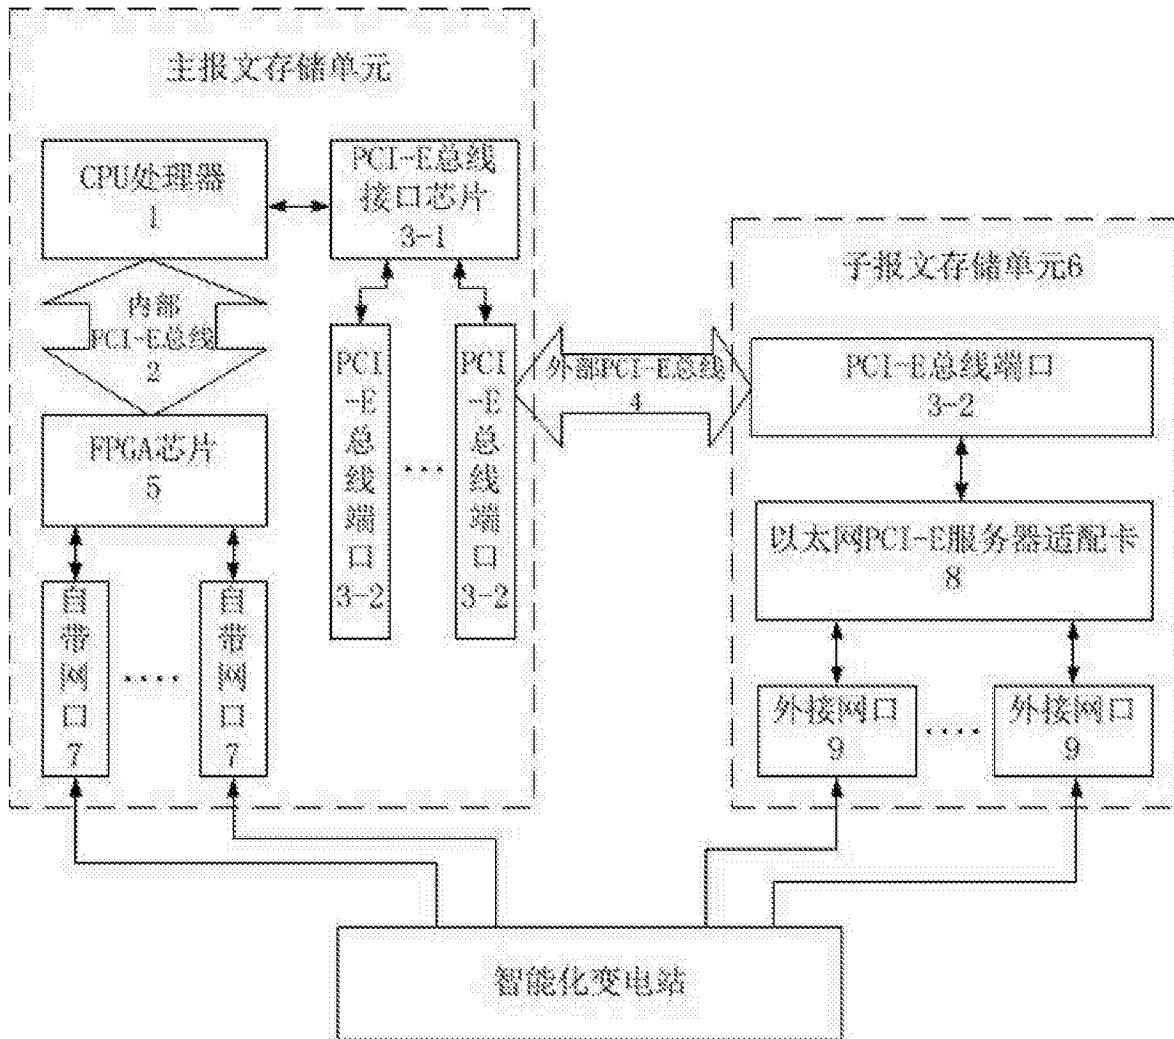 主报文存储单元
CPU处理器
1
PCI-E总线
接口芯片
3-1
内部
PCI-E总线
2
FPGA芯片
5
PCI
-E
总
线
端
口
3-2
...
PCI
-E
总
线
端
口
3-2
自
带
网
口
7
....
自
带
网
口
7
外部PCI-E总线
4
子报文存储单元6
PCI-E总线端口
3-2
以太网PCI-E服务器适配卡
8
外接网口
9
....
外接网口
9
智能化变电站